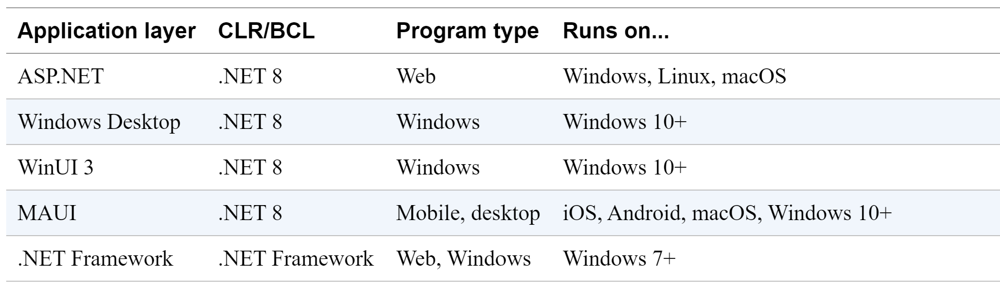 Application layer CLR/BCL Program type Runs on...
ASP.NET .NET 8 Web Windows, Linux, macOS
Windows Desktop .NET 8 Windows Windows 10+
WinUI 3 .NET 8 Windows Windows 10+
MAUI .NET 8 Mobile, desktop iOS, Android, macOS, Windows 10+
.NET Framework .NET Framework Web, Windows Windows 7+